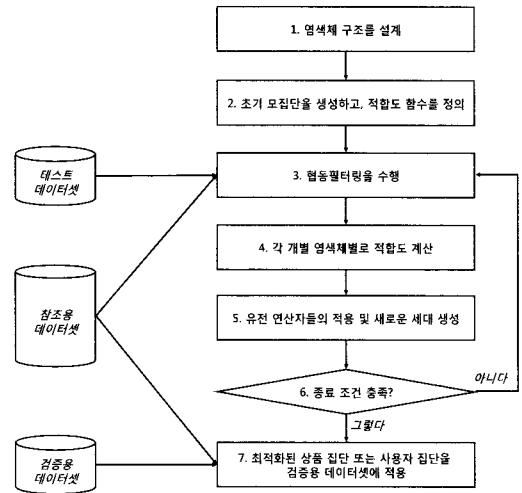 1. 염색체 구조를 설계
2. 초기 모집단을 생성하고, 적합도 함수를 정의
테스트
데이터셋
3. 협동필터링을 수행
4. 각 개별 염색체별로 적합도 계산
참조용
데이터셋
5. 유전 연산자들의 적용 및 새로운 세대 생성
아니다
6. 종료 조건 충족?
그렇다
검증용
데이터셋
7. 최적화된 상품 집단 또는 사용자 집단을
검증용 데이터셋에 적용